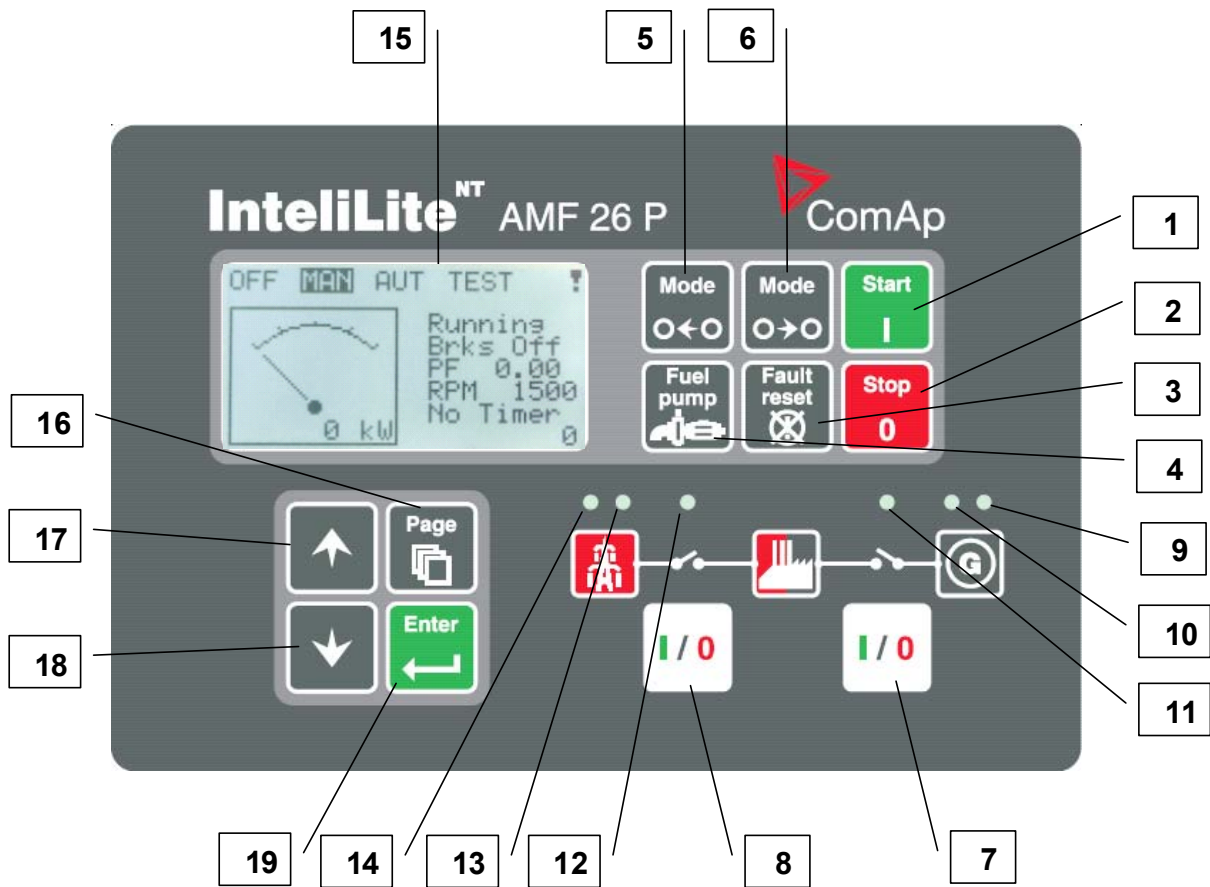 15 5 6
InteliLite NT AMF 26 P ComAp
OFF MAN AUT TEST !
Running
Brks Off
PF 0.00
RPM 1500
No Timer
0 kW 0
Mode Mode Start
I
Fuel pump Fault reset Stop
0
1
2
3
4
16
17
18
Page
Enter
G
I / 0 I / 0
9
10
11
19 14 13 12 8 7